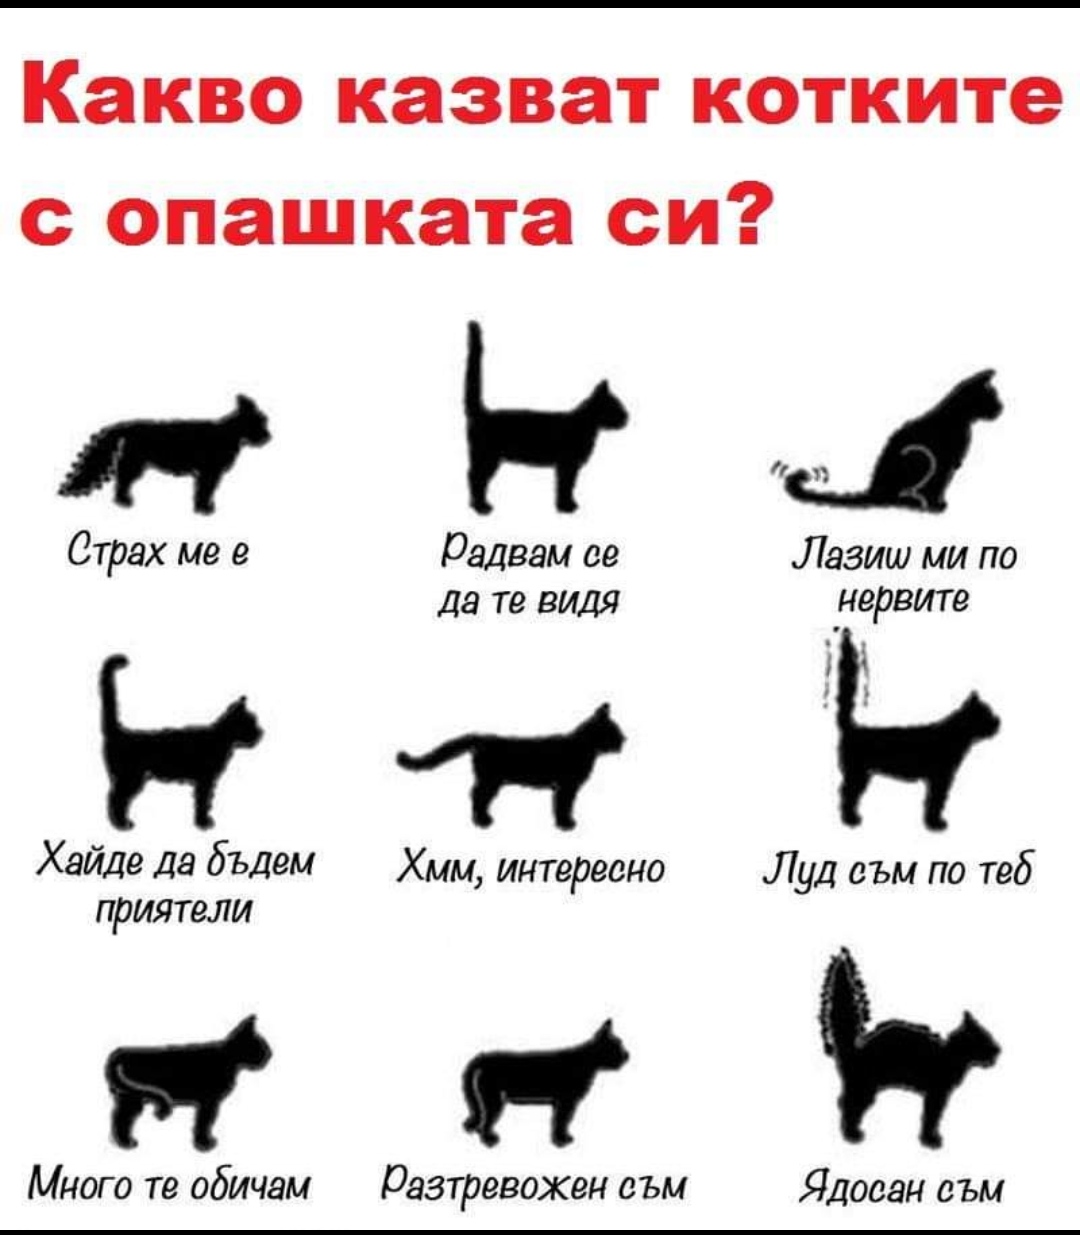 Какво казват котките
с опашката си?
Страх ме е
Радвам се
да те видя
Лазиш ми по
нервите
Хайде да бъдем
приятели
Хмм, интересно
Луд съм по теб
Много те обичам
Разтревожен съм
Ядосан съм